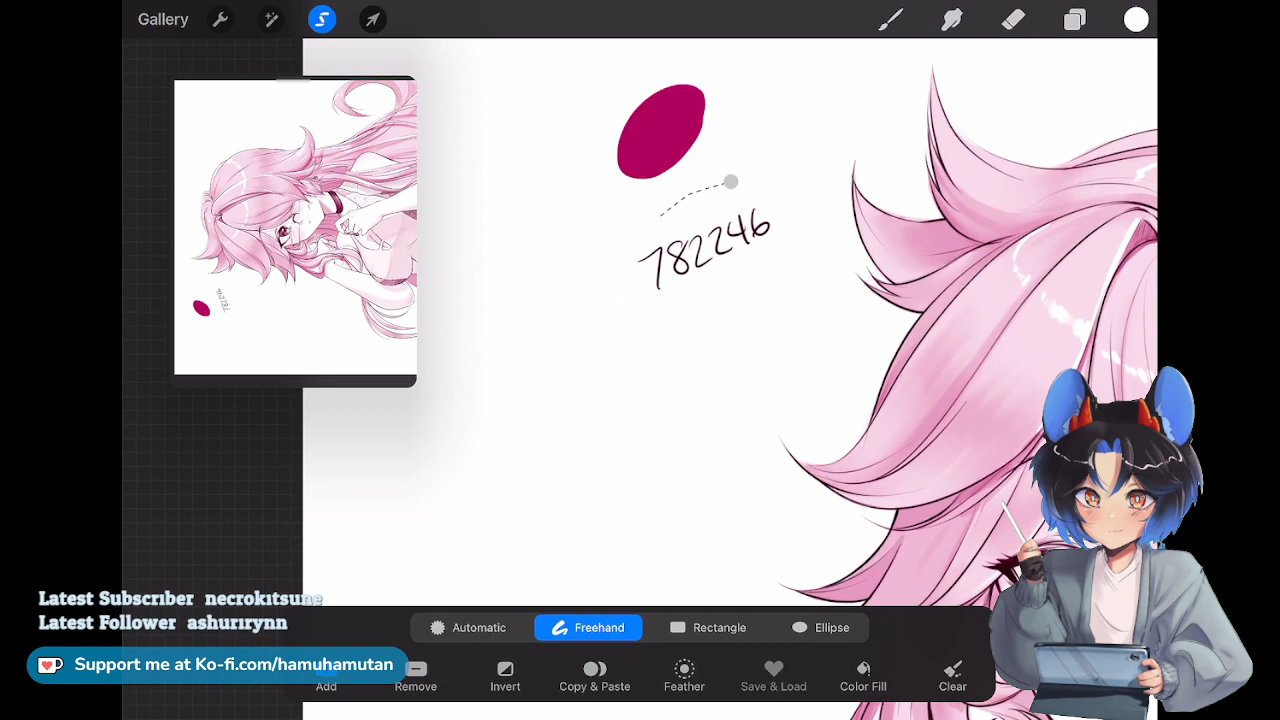 Gallery
782246
Automatic
Freehand
Rectangle
Ellipse
Add
Remove
Invert
Copy & Paste
Feather
Save & Load
Color Fill
Clear
Latest Subscriber necrokitsune
Latest Follower ashurirynn
Support me at Ko-fi.com/hamuhamutan